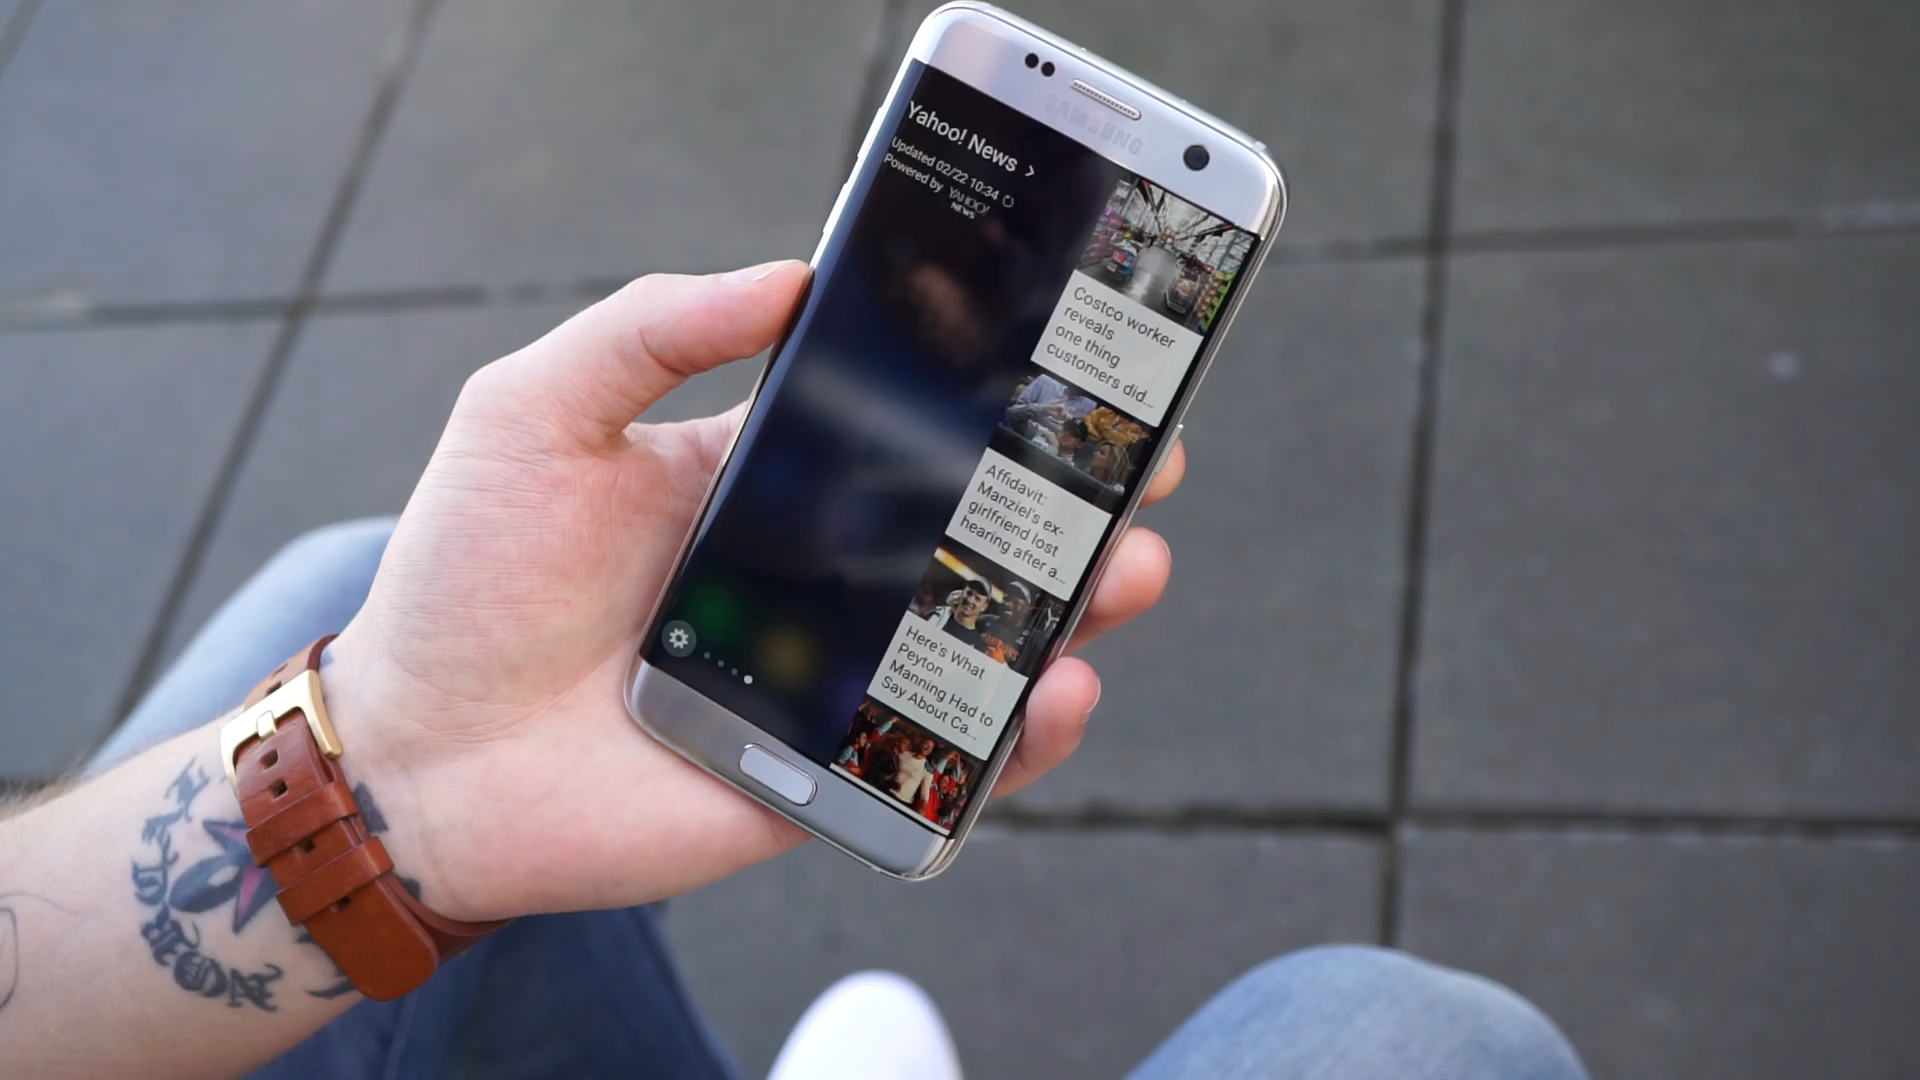 SAMSUNG
Yahoo! News >
Updated 02/22 10:34
Powered by YAHOO!
NEWS
Costco worker
reveals
one thing
customers did...
Affidavit:
Manziel's ex-
girlfriend lost
hearing after a...
Here's What
Peyton
Manning Had to
Say About Ca...